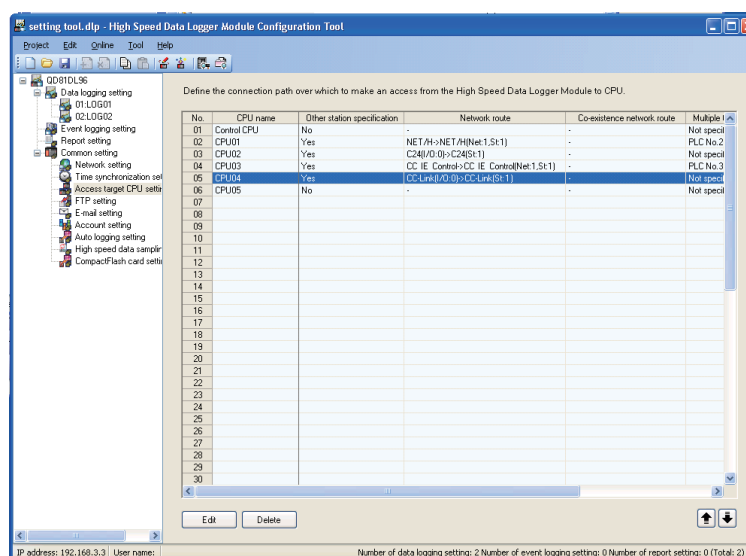 setting tool.dlp - High Speed Data Logger Module Configuration Tool
Project Edit Online Tool Help
QD81DL96
Data logging setting
01:LOG01
02:LOG02
Event logging setting
Report setting
Common setting
Network setting
Time synchronization set
Access target CPU settin
FTP setting
E-mail setting
Account setting
Auto logging setting
High speed data samplin
CompactFlash card settin
Define the connection path over which to make an access from the High Speed Data Logger Module to CPU.
No. CPU name Other station specification Network route Co-existence network route Multiple
01 Control CPU No - - Not specif
02 CPU01 Yes NET/H->NET/H(Net:1,St:1) - PLC No.2
03 CPU02 Yes C24(I/O:0)->C24(St:1) - Not specif
04 CPU03 Yes CC IE Control->CC IE Control(Net:1,St:1) - PLC No.3
05 CPU04 Yes CC-Link(I/O:0)->CC-Link(St:1) - Not specif
06 CPU05 No - - Not specif
07
08
09
10
11
12
13
14
15
16
17
18
19
20
21
22
23
24
25
26
27
28
29
30
Edit Delete
IP address: 192.168.3.3 User name: Number of data logging setting: 2 Number of event logging setting: 0 Number of report setting: 0 (Total: 2)